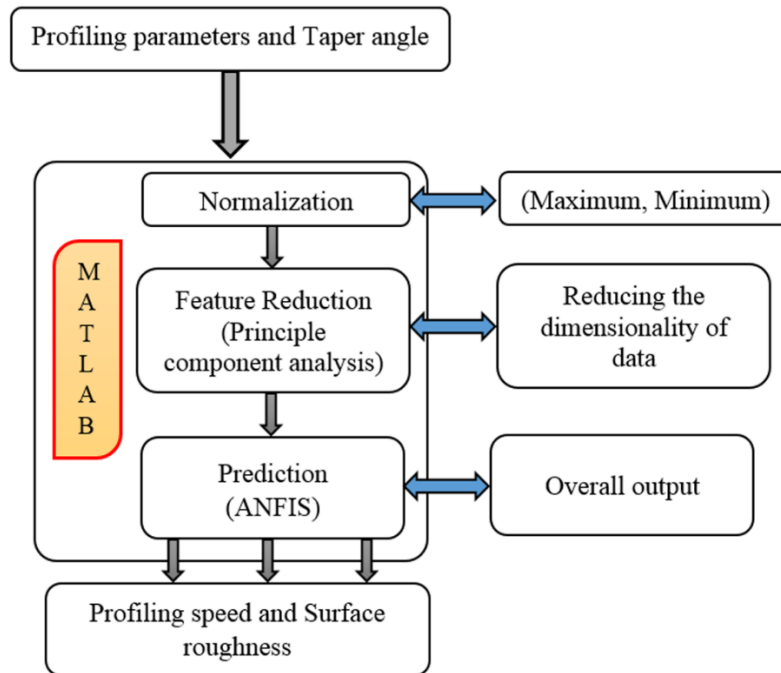 Profiling parameters and Taper angle
Normalization
(Maximum, Minimum)
M
A
T
L
A
B
Feature Reduction
(Principle
component analysis)
Reducing the
dimensionality of
data
Prediction
(ANFIS)
Overall output
Profiling speed and Surface
roughness